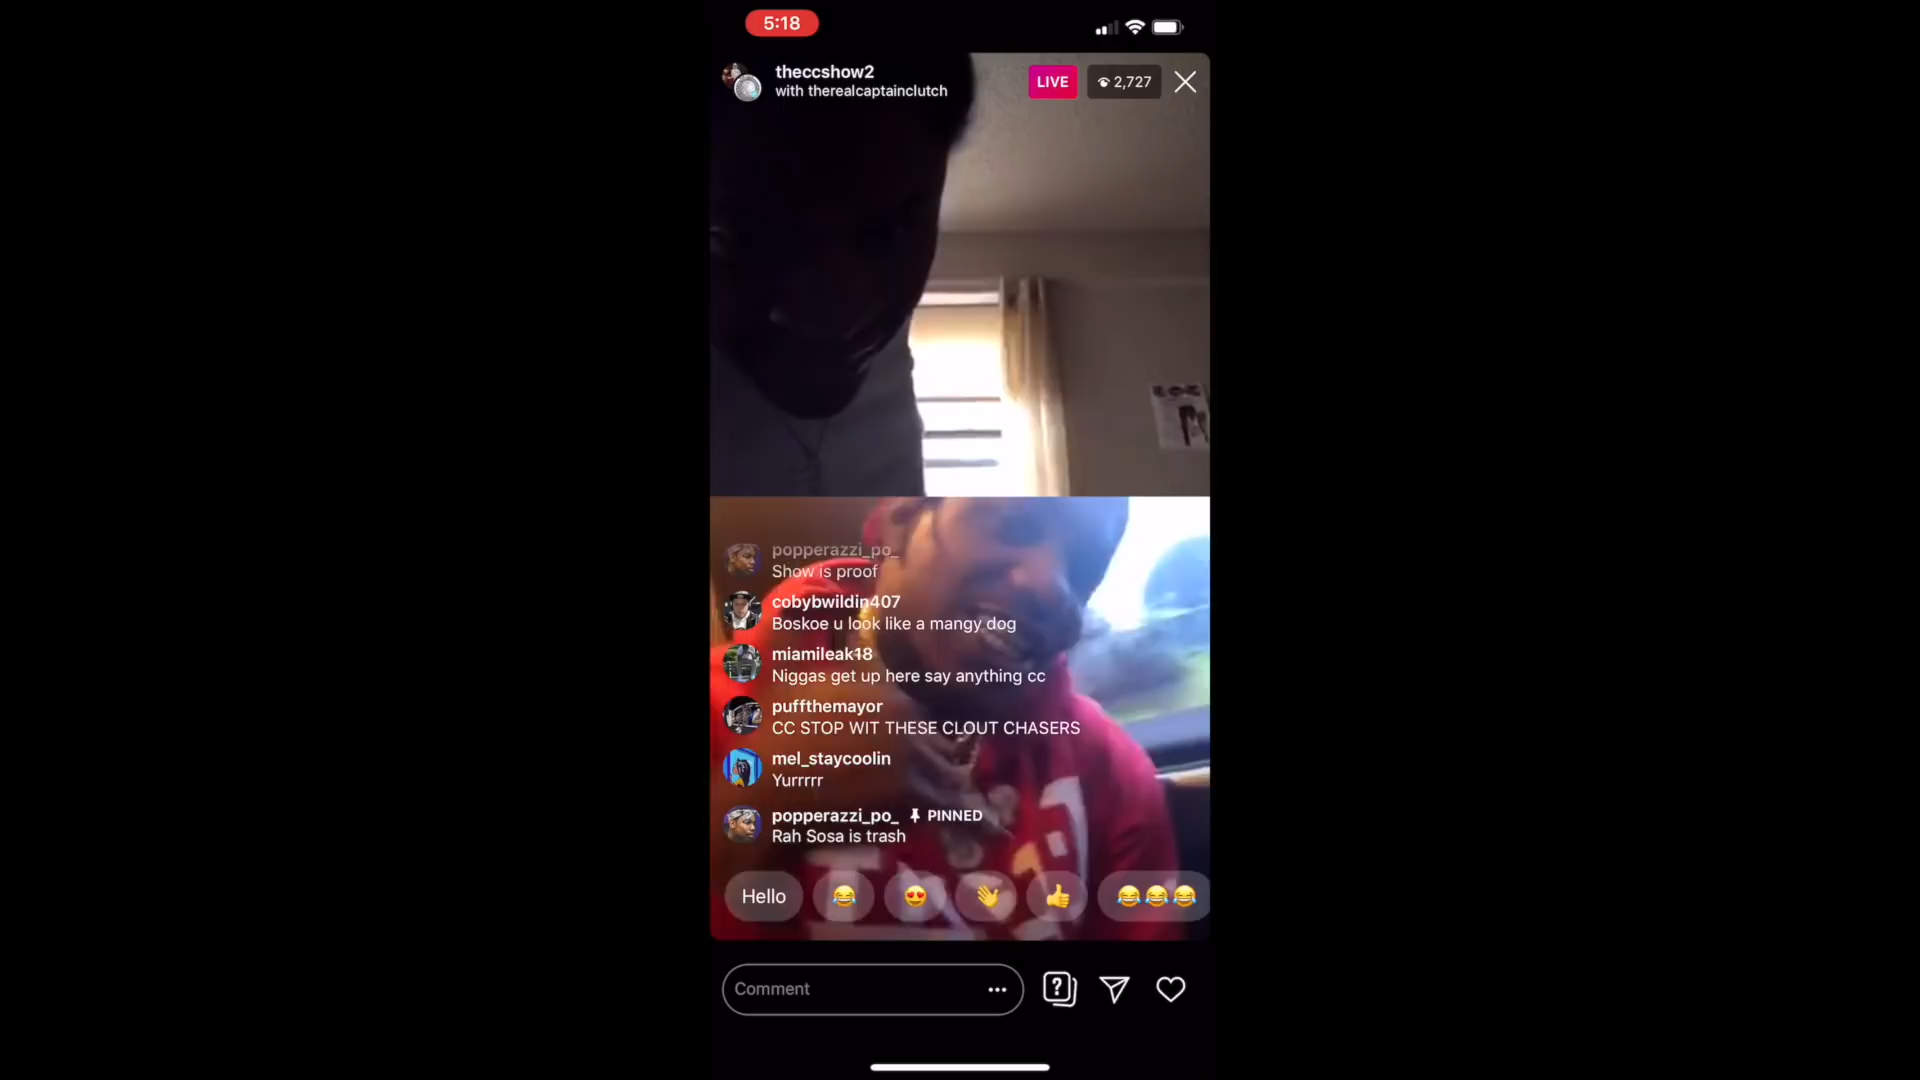 5:18
theccshow2
with therealcaptainclutch
LIVE
2,727
popperazzi_po_
Show is proof
cobybwildin407
Boskoe u look like a mangy dog
miamileak18
Niggas get up here say anything cc
puffthemayor
CC STOP WIT THESE CLOUT CHASERS
mel_staycoolin
Yurrrrr
popperazzi_po_ PINNED
Rah Sosa is trash
Hello
Comment